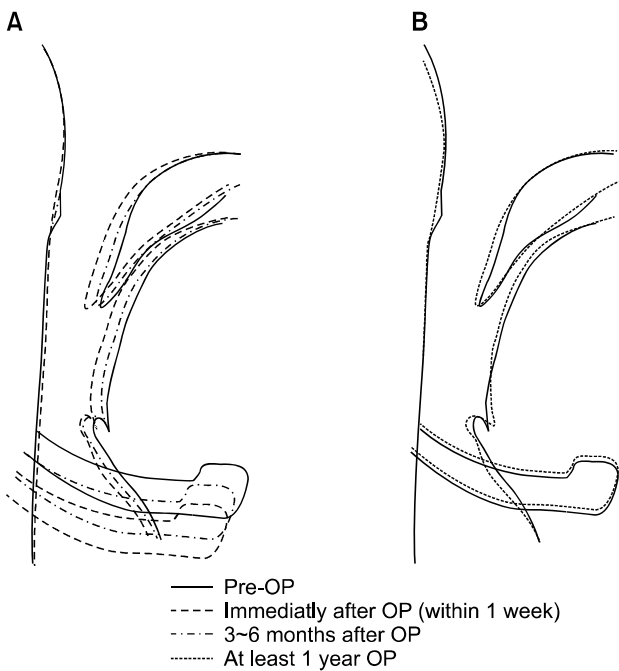 A
B
Pre-OP
Immediatly after OP (within 1 week)
3~6 months after OP
At least 1 year OP